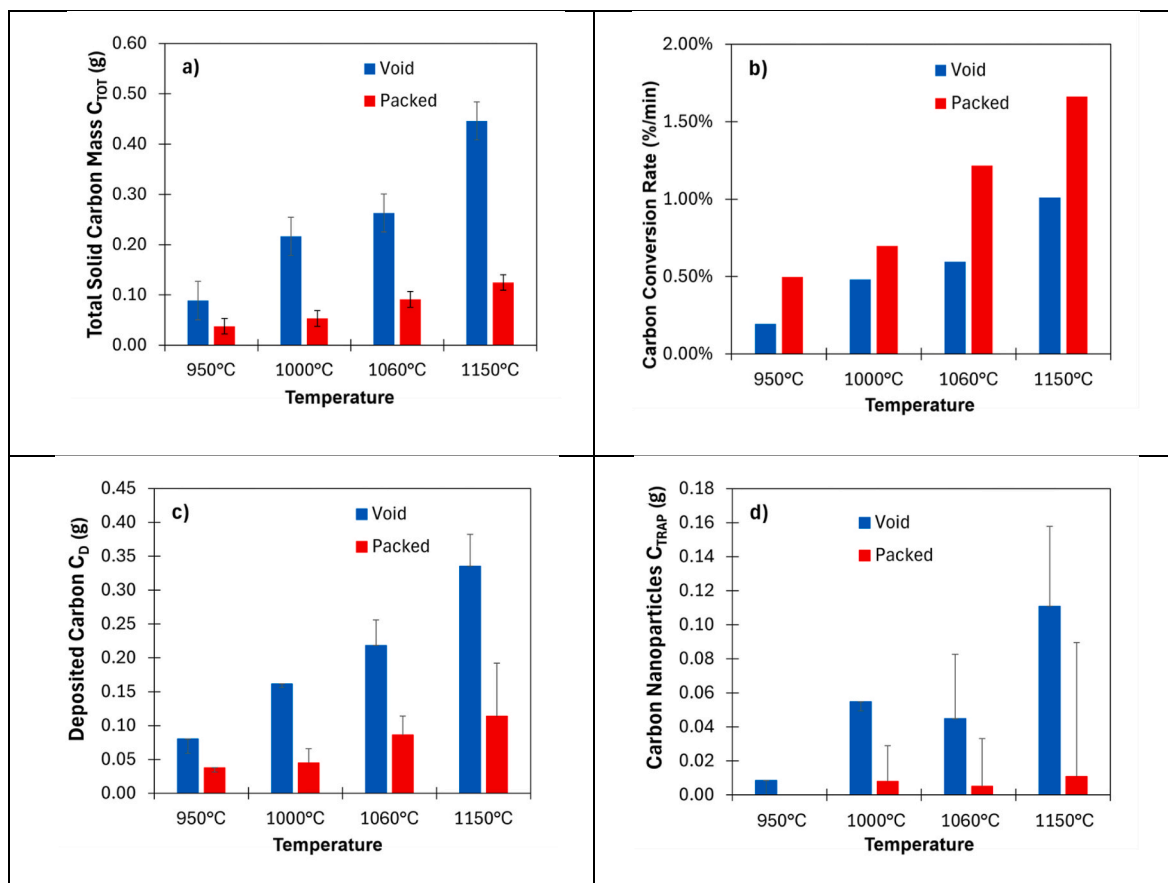 a)
Void
Packed
Total Solid Carbon Mass C_TOT (g)
0.60
0.50
0.40
0.30
0.20
0.10
0.00
950°C 1000°C 1060°C 1150°C
Temperature
b)
Void
Packed
Carbon Conversion Rate (%/min)
2.00%
1.50%
1.00%
0.50%
0.00%
950°C 1000°C 1060°C 1150°C
Temperature
c)
Void
Packed
Deposited Carbon C_D (g)
0.45
0.40
0.35
0.30
0.25
0.20
0.15
0.10
0.05
0.00
950°C 1000°C 1060°C 1150°C
Temperature
d)
Void
Packed
Carbon Nanoparticles C_TRAP (g)
0.18
0.16
0.14
0.12
0.10
0.08
0.06
0.04
0.02
0.00
950°C 1000°C 1060°C 1150°C
Temperature